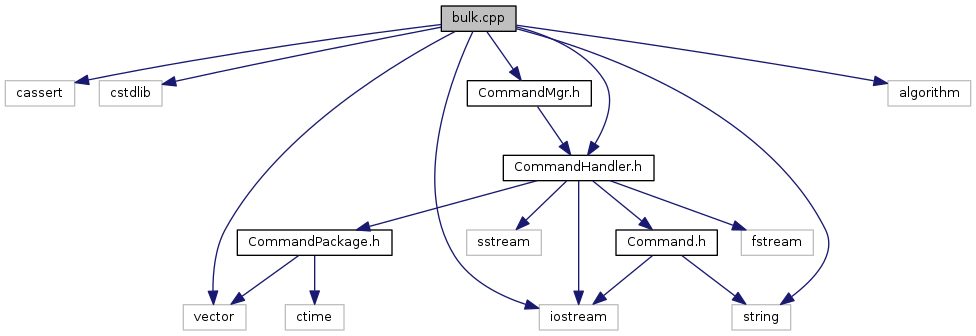 bulk.cpp
cassert
cstdlib
CommandMgr.h
algorithm
CommandHandler.h
CommandPackage.h
sstream
Command.h
fstream
vector
ctime
iostream
string